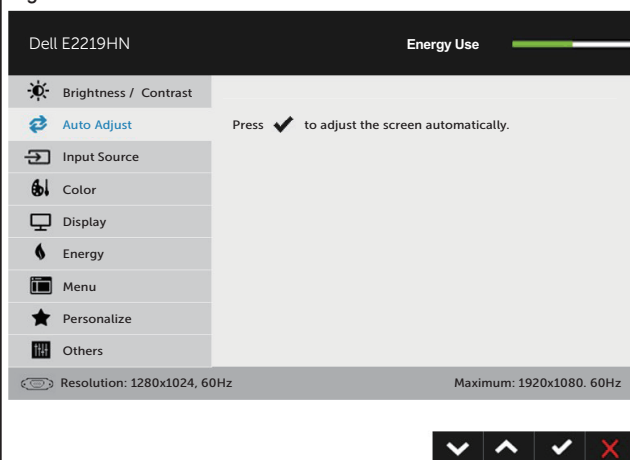 Dell E2219HN
Energy Use
Brightness / Contrast
Auto Adjust
Press ✔ to adjust the screen automatically.
Input Source
Color
Display
Energy
Menu
Personalize
Others
Resolution: 1280x1024, 60Hz
Maximum: 1920x1080. 60Hz